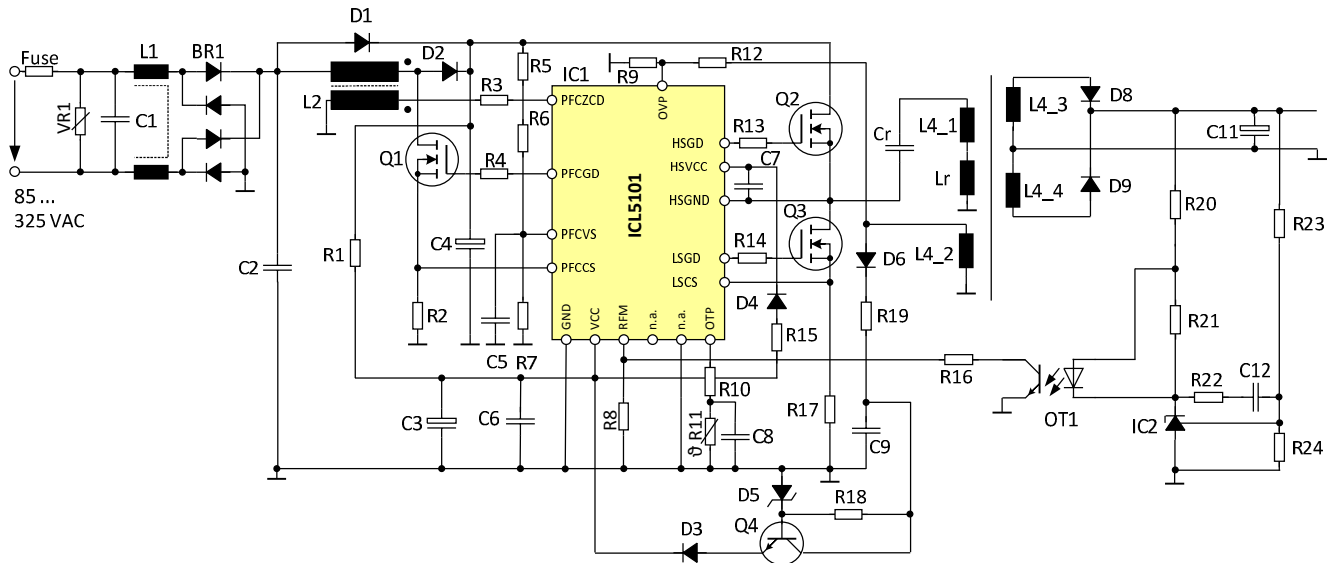 D1
Fuse
L1
BR1
D2
R5
R12
R9
IC1
L2
R3
PFCZCD
OVP
Q2
D8
L4_3
VR1
C1
R6
HSGD
R13
Cr
L4_1
C11
Q1
R4
PFCGD
HSVCC
C7
HSGND
Lr
L4_4
D9
ICL5101
85 ...
325 VAC
Q3
R20
R23
R1
C4
PFCVS
LSGD
R14
D6
L4_2
C2
PFCCS
LSCS
R2
GND
VCC
RFM
n.a.
n.a.
OTP
D4
R15
R19
R21
C5
R7
R16
R10
R22
C12
C3
C6
R8
ϑ R11
C8
R17
C9
OT1
IC2
R24
D5
R18
Q4
D3